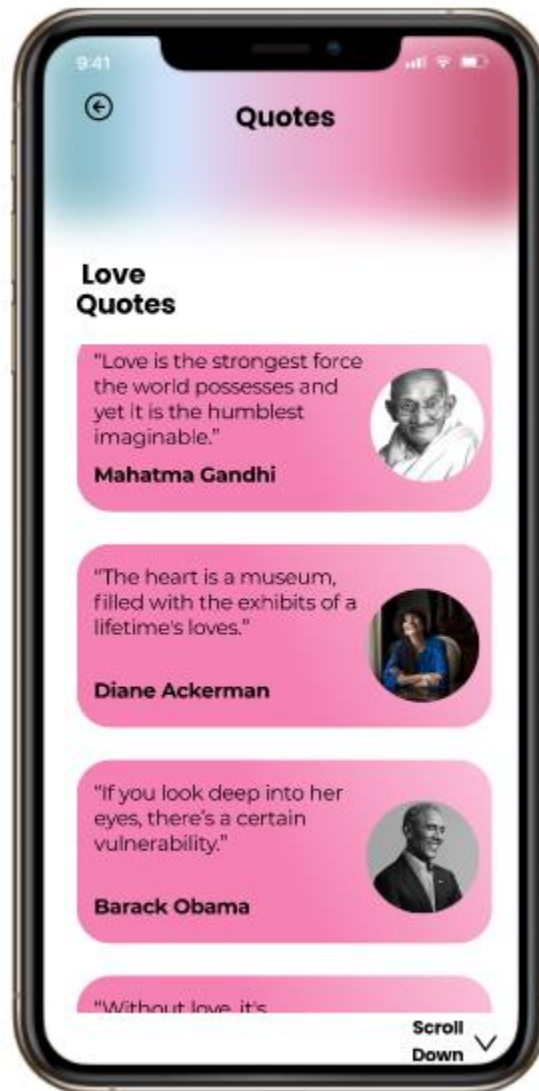 9:41
Quotes
Love
Quotes
“Love is the strongest force
the world possesses and
yet it is the humblest
imaginable.”
Mahatma Gandhi
“The heart is a museum,
filled with the exhibits of a
lifetime's loves.”
Diane Ackerman
“If you look deep into her
eyes, there’s a certain
vulnerability.”
Barack Obama
“Without love, it's
Scroll
Down